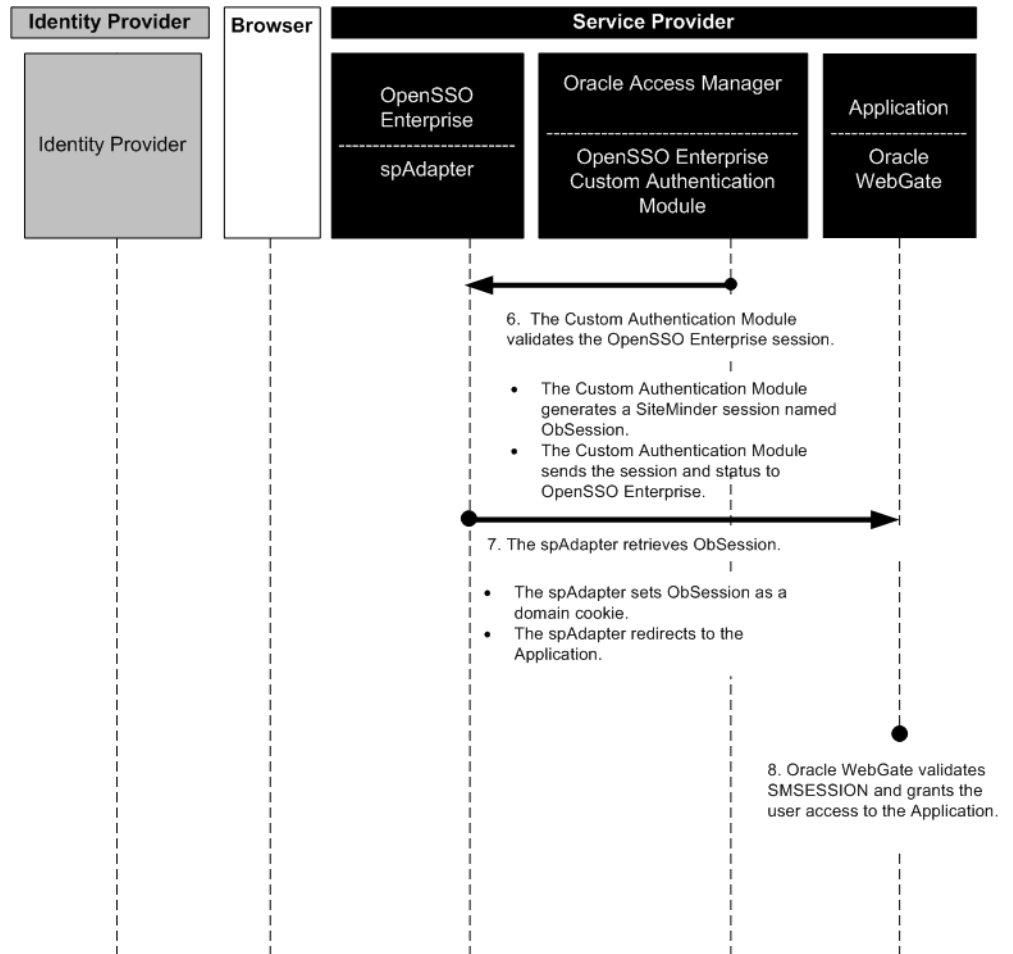 Identity Provider
Browser
Service Provider
Identity Provider
OpenSSO
Enterprise
spAdapter
Oracle Access Manager
OpenSSO Enterprise
Custom Authentication
Module
Application
Oracle
WebGate
6. The Custom Authentication Module
validates the OpenSSO Enterprise session.
• The Custom Authentication Module
generates a SiteMinder session named
ObSession.
• The Custom Authentication Module
sends the session and status to
OpenSSO Enterprise.
7. The spAdapter retrieves ObSession.
• The spAdapter sets ObSession as a
domain cookie.
• The spAdapter redirects to the
Application.
8. Oracle WebGate validates
SMSESSION and grants the
user access to the Application.